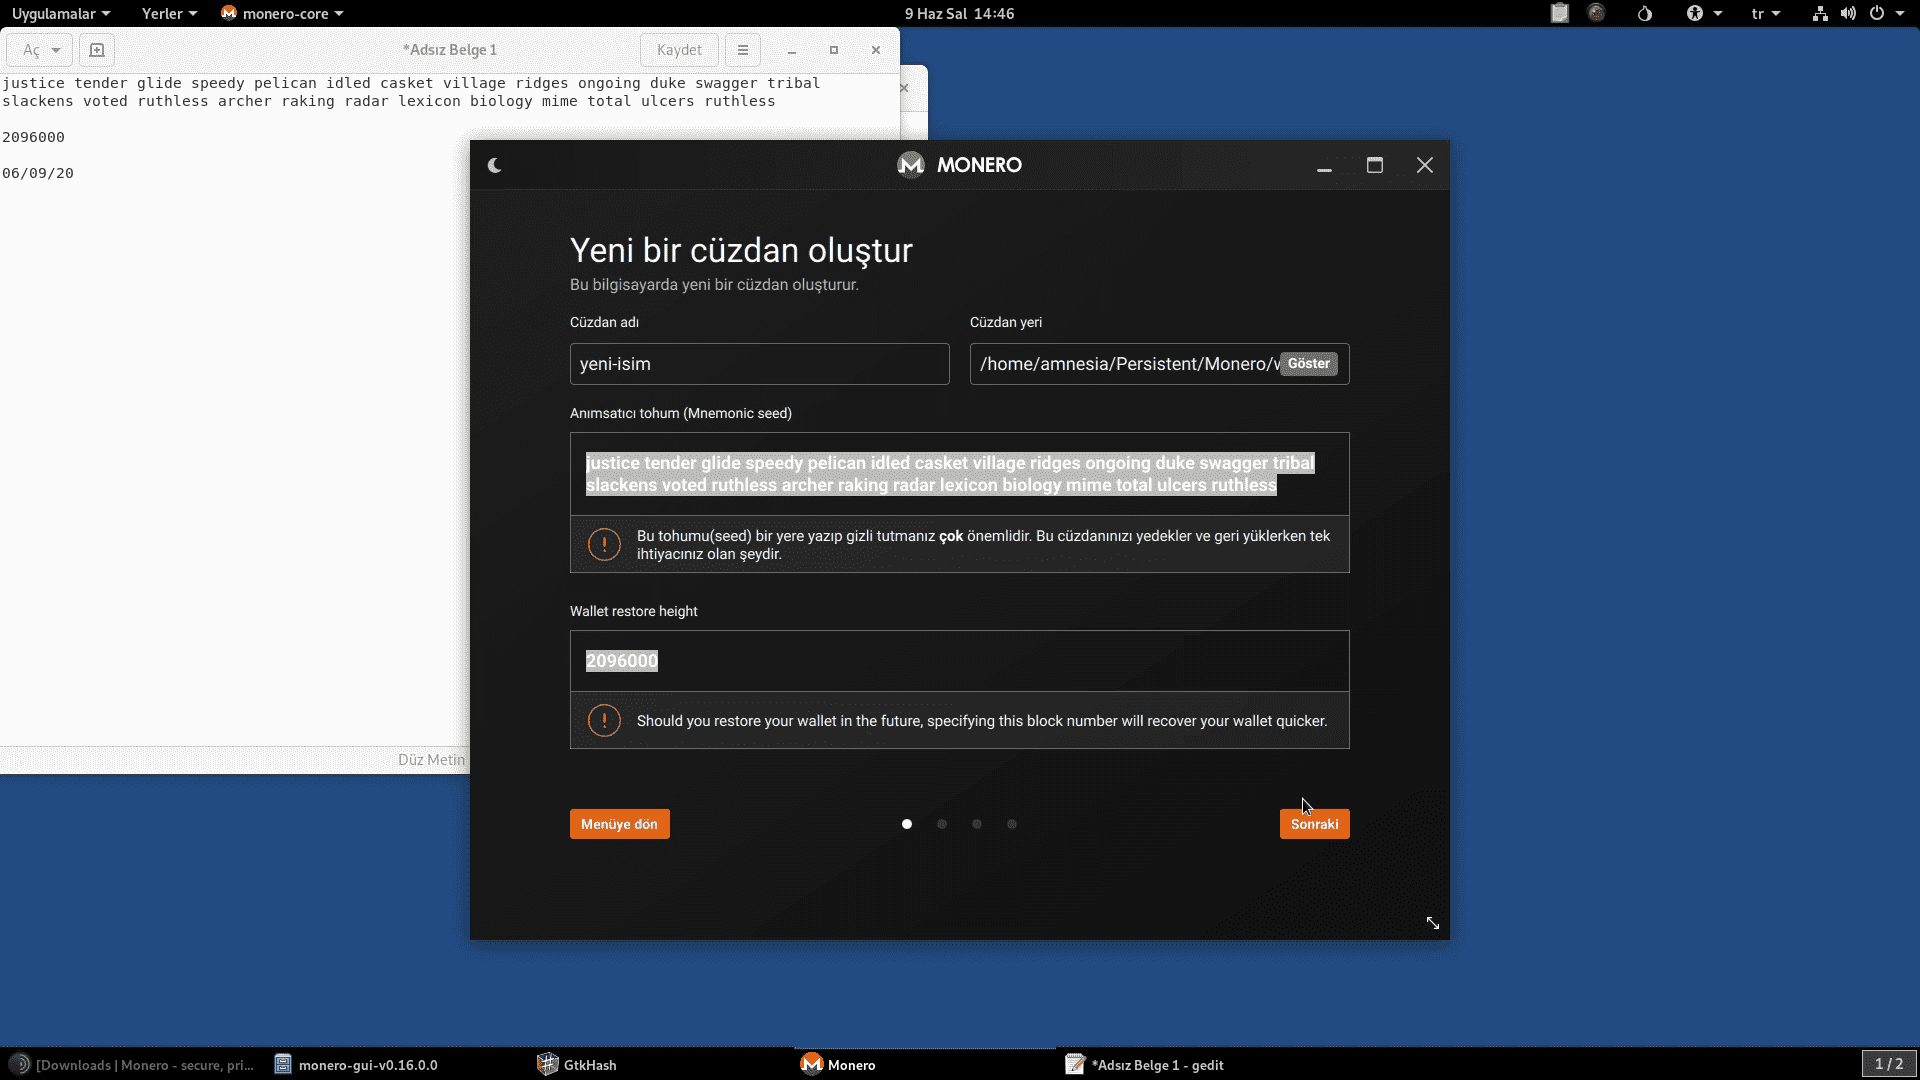 Uygulamalar
Yerler
monero-core
9 Haz Sal 14:46
tr
Aç
*Adsız Belge 1
Kaydet
justice tender glide speedy pelican idled casket village ridges ongoing duke swagger tribal
slackens voted ruthless archer raking radar lexicon biology mime total ulcers ruthless
2096000
06/09/20
Düz Metin
MONERO
Yeni bir cüzdan oluştur
Bu bilgisayarda yeni bir cüzdan oluşturur.
Cüzdan adı
Cüzdan yeri
yeni-isim
/home/amnesia/Persistent/Monero/w
Göster
Anımsatıcı tohum (Mnemonic seed)
justice tender glide speedy pelican idled casket village ridges ongoing duke swagger tribal
slackens voted ruthless archer raking radar lexicon biology mime total ulcers ruthless
Bu tohumu(seed) bir yere yazıp gizli tutmanız çok önemlidir. Bu cüzdanınızı yedekler ve geri yüklerken tek
ihtiyacınız olan şeydir.
Wallet restore height
2096000
Should you restore your wallet in the future, specifying this block number will recover your wallet quicker.
Menüye dön
Sonraki
[Downloads | Monero - secure, pri...
monero-gui-v0.16.0.0
GtkHash
Monero
*Adsız Belge 1 - gedit
1 / 2